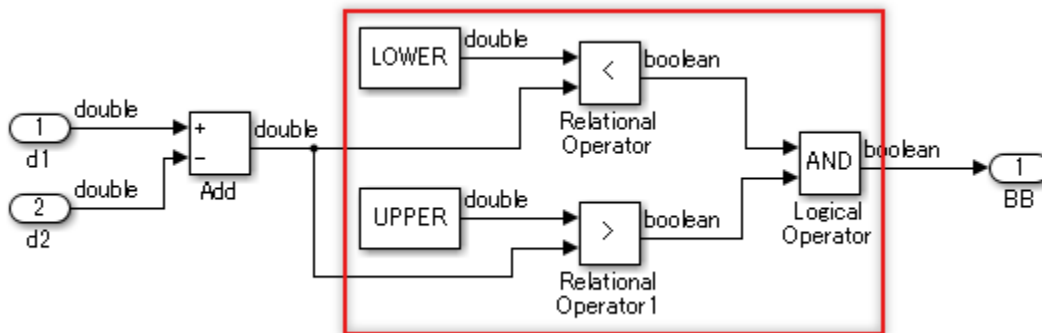 LOWER
double
<
boolean
Relational
Operator
double
1
d1
+
−
double
Add
double
2
d2
AND
boolean
Logical
Operator
1
BB
UPPER
double
>
boolean
Relational
Operator1